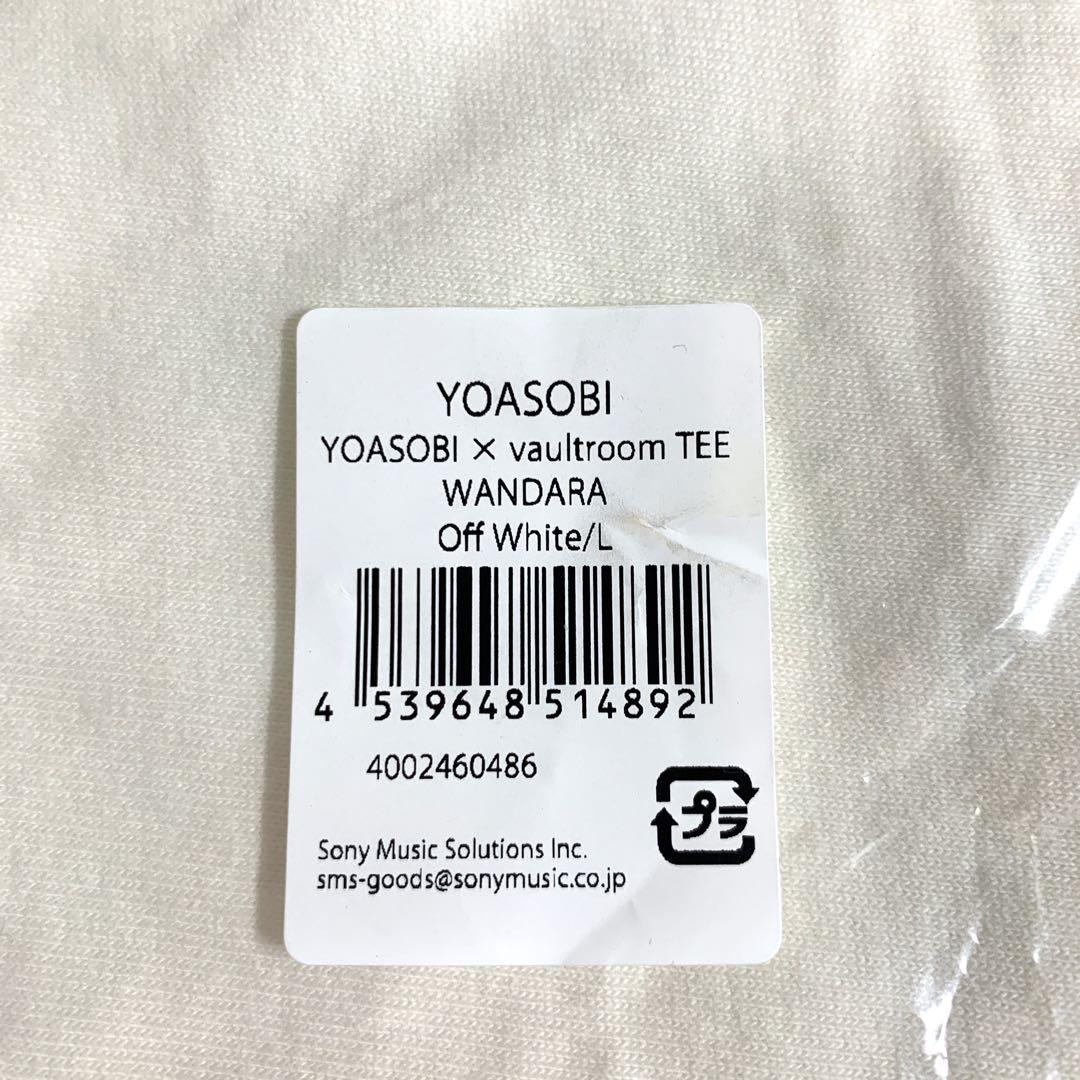 YOASOBI
YOASOBI × vaultroom TEE
WANDARA
Off White/L
4 539648 514892
4002460486
プラ
Sony Music Solutions Inc.
sms-goods@sonymusic.co.jp